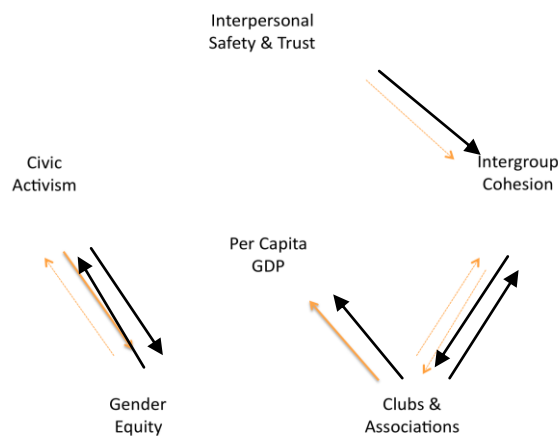 Interpersonal
Safety & Trust
Civic
Activism
Intergroup
Cohesion
Per Capita
GDP
Gender
Equity
Clubs &
Associations